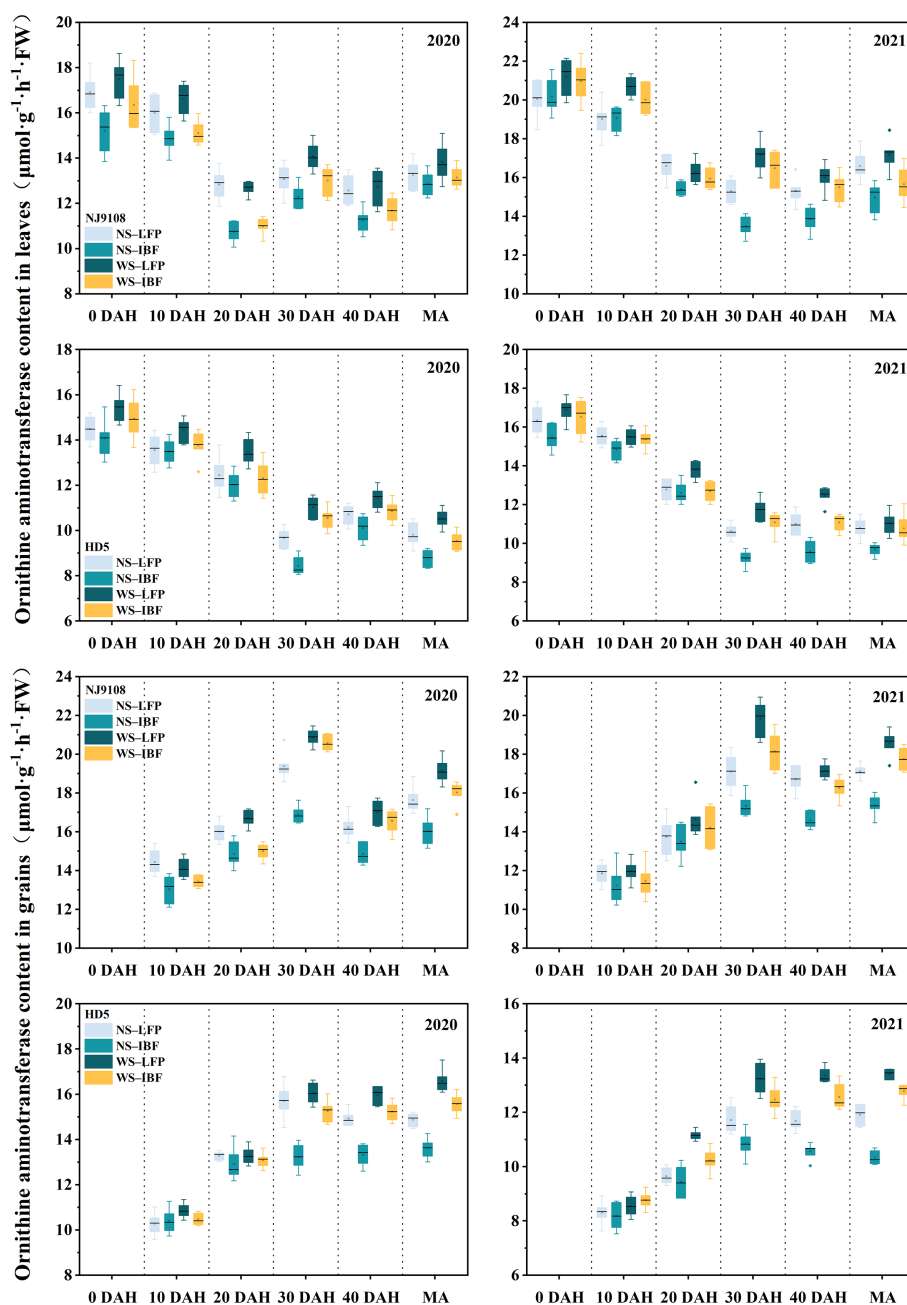 Ornithine aminotransferase content in leaves（μmol·g⁻¹·h⁻¹·FW）
20
18
16
14
12
10
8
2020
NJ9108
NS–LFP
NS–IBF
WS–LFP
WS–IBF
0 DAH 10 DAH 20 DAH 30 DAH 40 DAH MA
24
22
20
18
16
14
12
10
2021
0 DAH 10 DAH 20 DAH 30 DAH 40 DAH MA
18
16
14
12
10
8
6
2020
HD5
NS–LFP
NS–IBF
WS–LFP
WS–IBF
0 DAH 10 DAH 20 DAH 30 DAH 40 DAH MA
20
18
16
14
12
10
8
6
2021
0 DAH 10 DAH 20 DAH 30 DAH 40 DAH MA
Ornithine aminotransferase content in grains（μmol·g⁻¹·h⁻¹·FW）
24
22
20
18
16
14
12
10
NJ9108
2020
NS–LFP
NS–IBF
WS–LFP
WS–IBF
0 DAH 10 DAH 20 DAH 30 DAH 40 DAH MA
22
20
18
16
14
12
10
8
2021
0 DAH 10 DAH 20 DAH 30 DAH 40 DAH MA
20
18
16
14
12
10
8
HD5
2020
NS–LFP
NS–IBF
WS–LFP
WS–IBF
0 DAH 10 DAH 20 DAH 30 DAH 40 DAH MA
16
14
12
10
8
6
2021
0 DAH 10 DAH 20 DAH 30 DAH 40 DAH MA